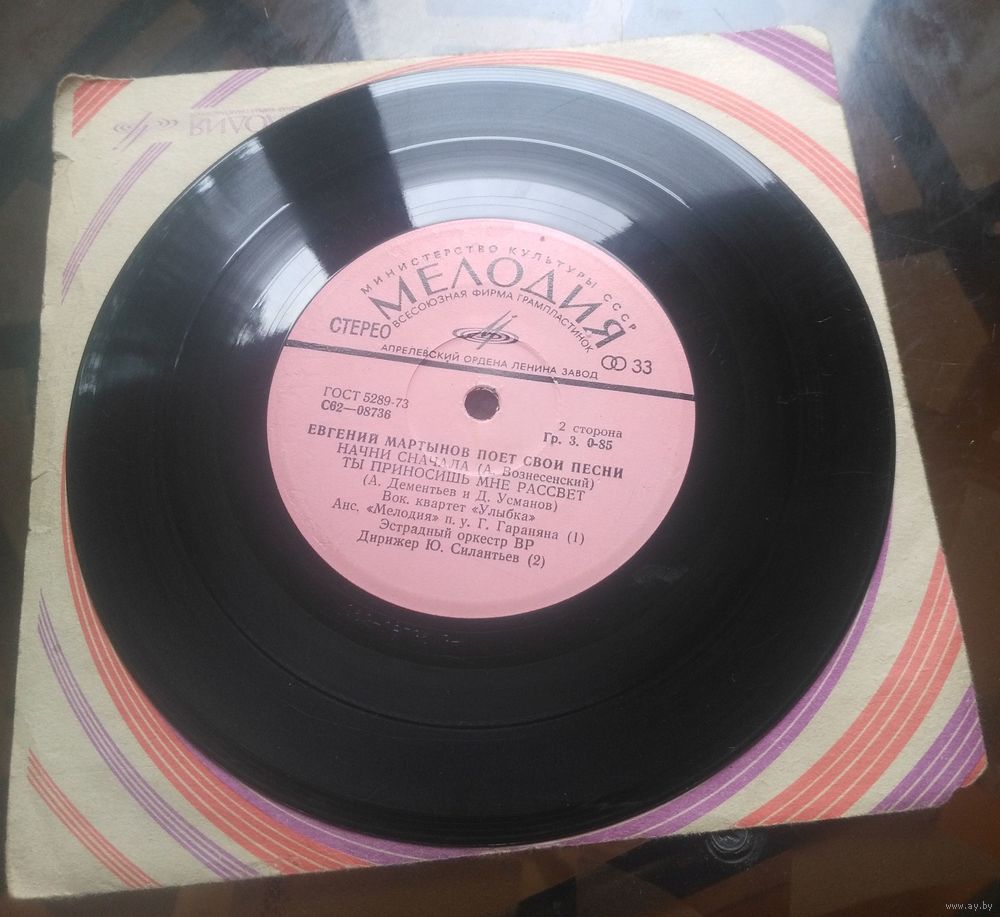 МИНИСТЕРСТВО КУЛЬТУРЫ СССР
МЕЛОДИЯ
ВСЕСОЮЗНАЯ ФИРМА ГРАМПЛАСТИНОК
СТЕРЕО
33
АПРЕЛЕВСКИЙ ОРДЕНА ЛЕНИНА ЗАВОД
ГОСТ 5289-73
С62—08736
2 сторона
Гр. 3. 0-85
ЕВГЕНИЙ МАРТЫНОВ ПОЕТ СВОИ ПЕСНИ
НАЧНИ СНАЧАЛА (А. Вознесенский)
ТЫ ПРИНОСИШЬ МНЕ РАССВЕТ
(А. Дементьев и Д. Усманов)
Вок. квартет «Улыбка»
Анс. «Мелодия» п. у. Г. Гараняна (1)
Эстрадный оркестр ВР
Дирижер Ю. Силантьев (2)
www.ay.by